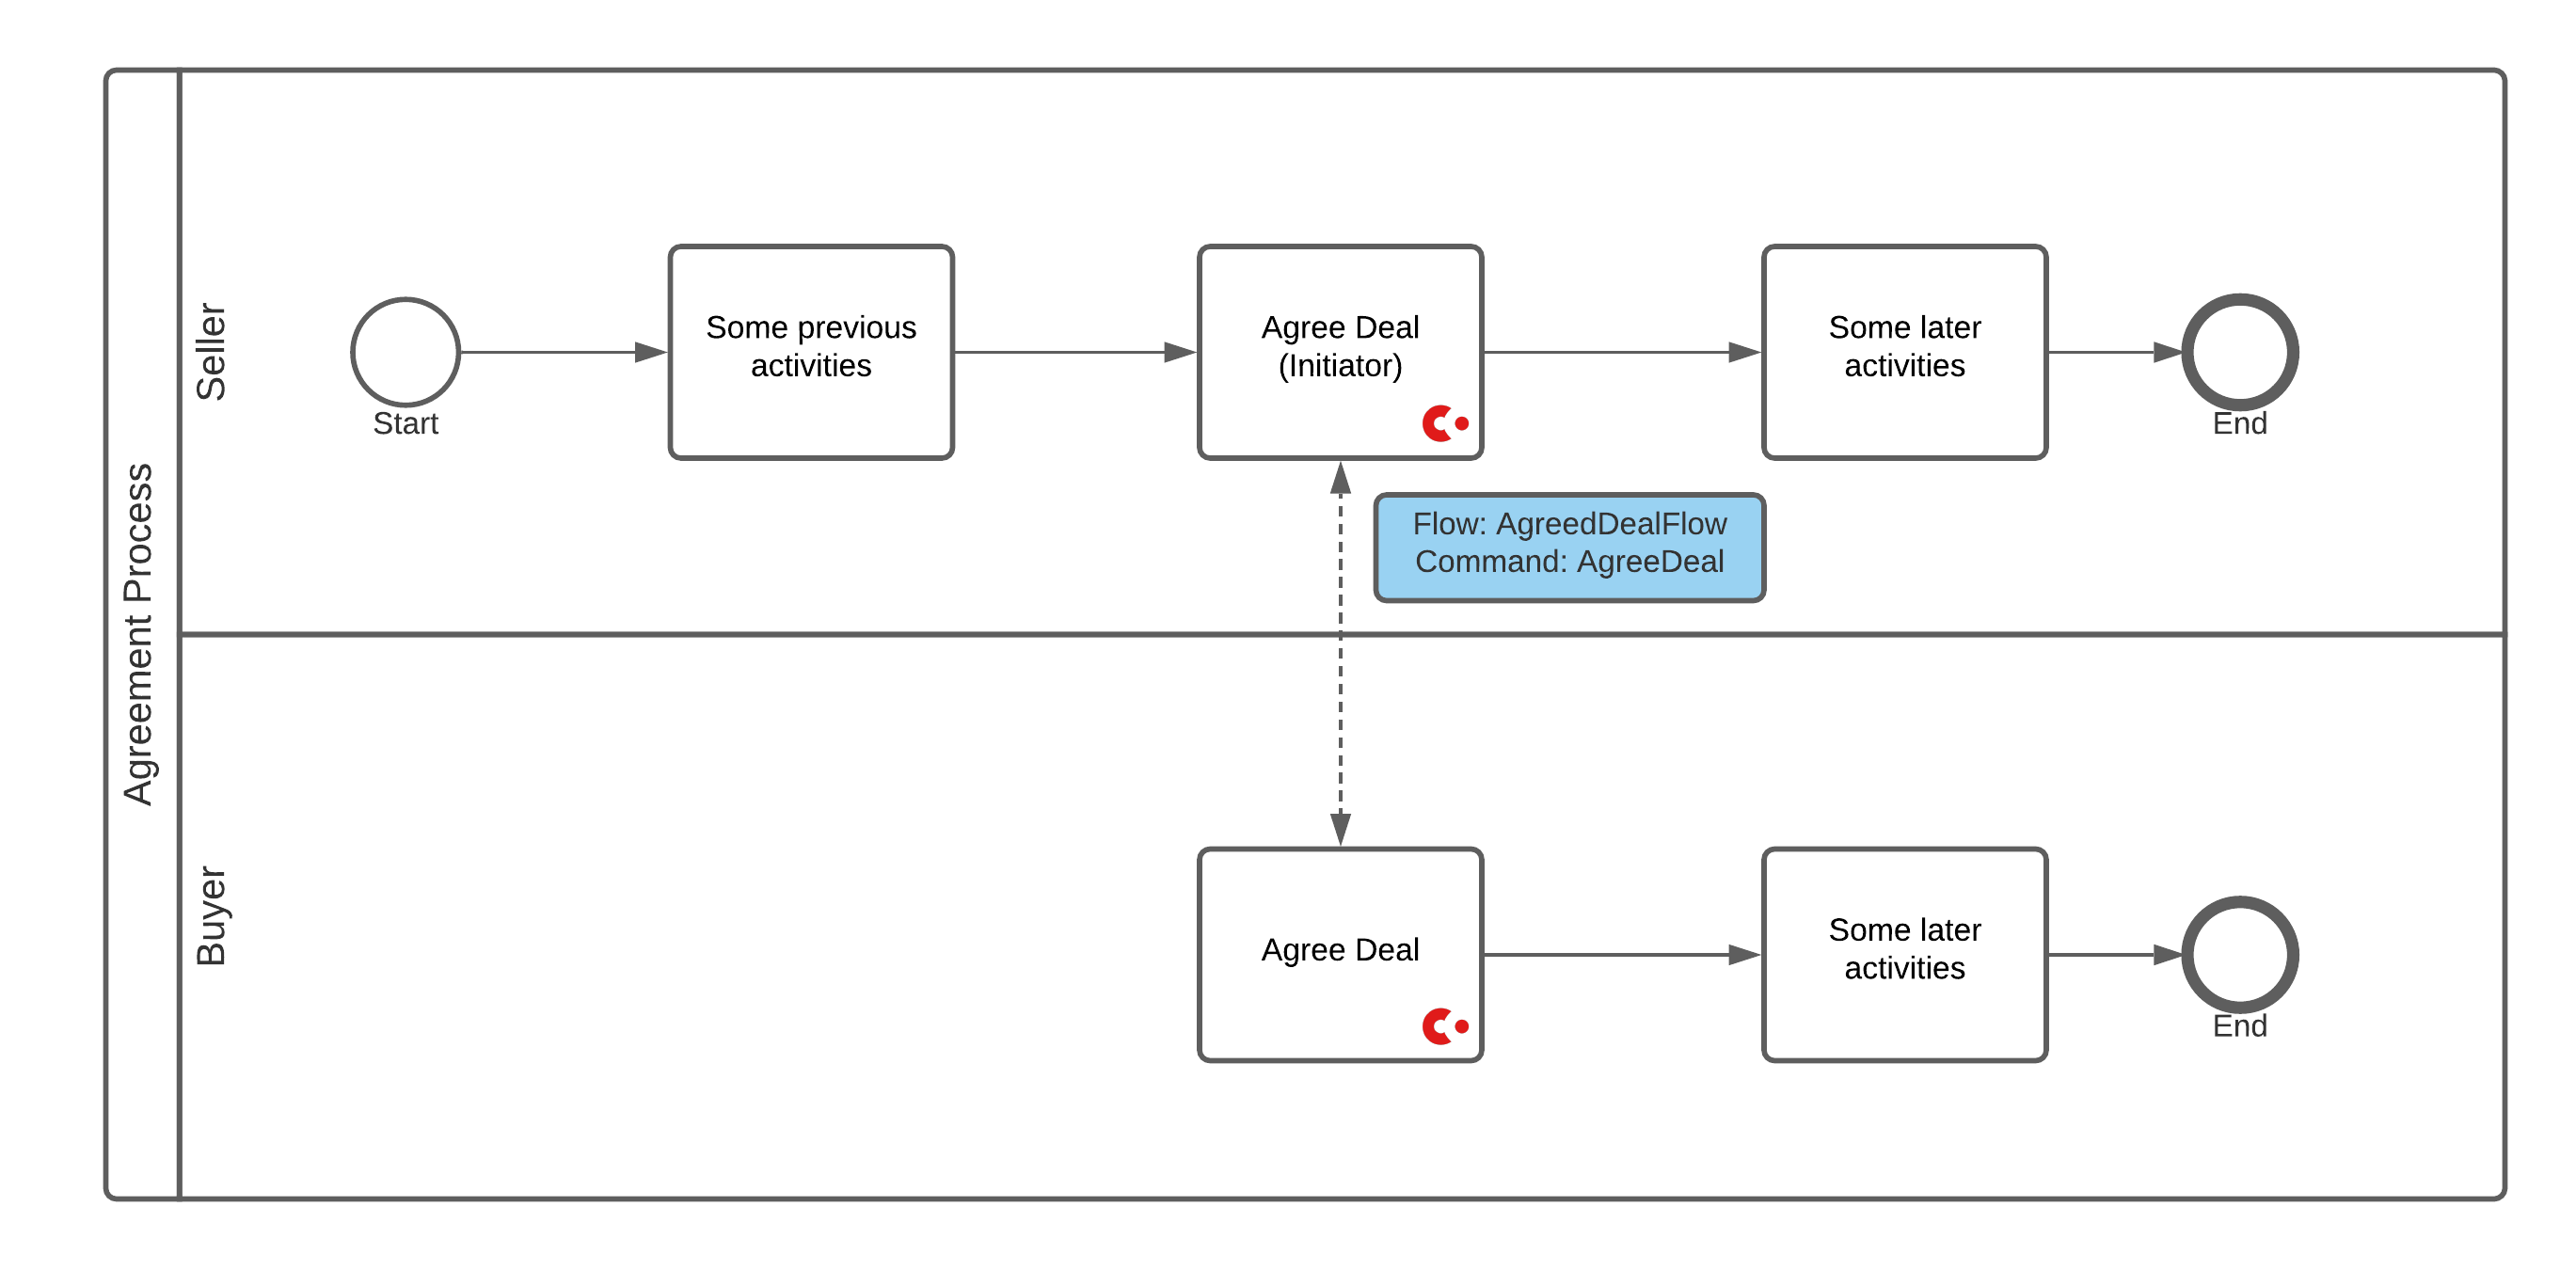 Agreement Process
Seller
Start
Some previous
activities
Agree Deal
(Initiator)
Some later
activities
End
Flow: AgreedDealFlow
Command: AgreeDeal
Buyer
Agree Deal
Some later
activities
End